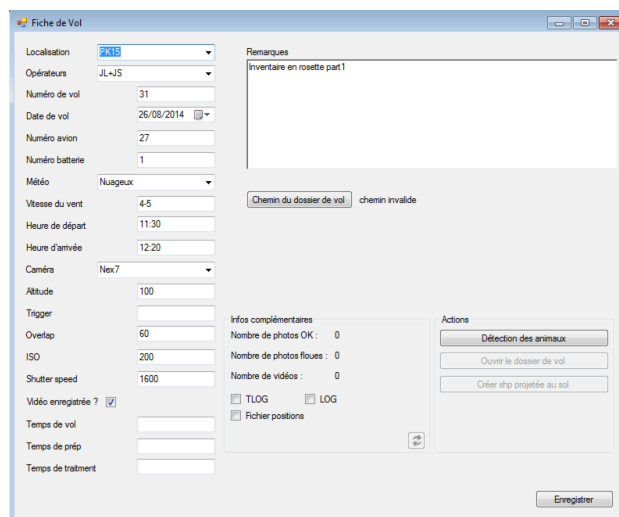 Fiche de Vol
Localisation PK15
Opérateurs JL+JS
Numéro de vol 31
Date de vol 26/08/2014
Numéro avion 27
Numéro batterie 1
Météo Nuageux
Vitesse du vent 4-5
Heure de départ 11:30
Heure d'arrivée 12:20
Caméra Nex7
Altitude 100
Trigger
Overlap 60
ISO 200
Shutter speed 1600
Vidéo enregistrée ?
Temps de vol
Temps de prép
Temps de traitment
Remarques
Inventaire en rosette part1
Chemin du dossier de vol chemin invalide
Infos complémentaires
Nombre de photos OK : 0
Nombre de photos floues : 0
Nombre de vidéos : 0
TLOG LOG
Fichier positions
Actions
Détection des animaux
Ouvrir le dossier de vol
Créer shp projetée au sol
Enregistrer